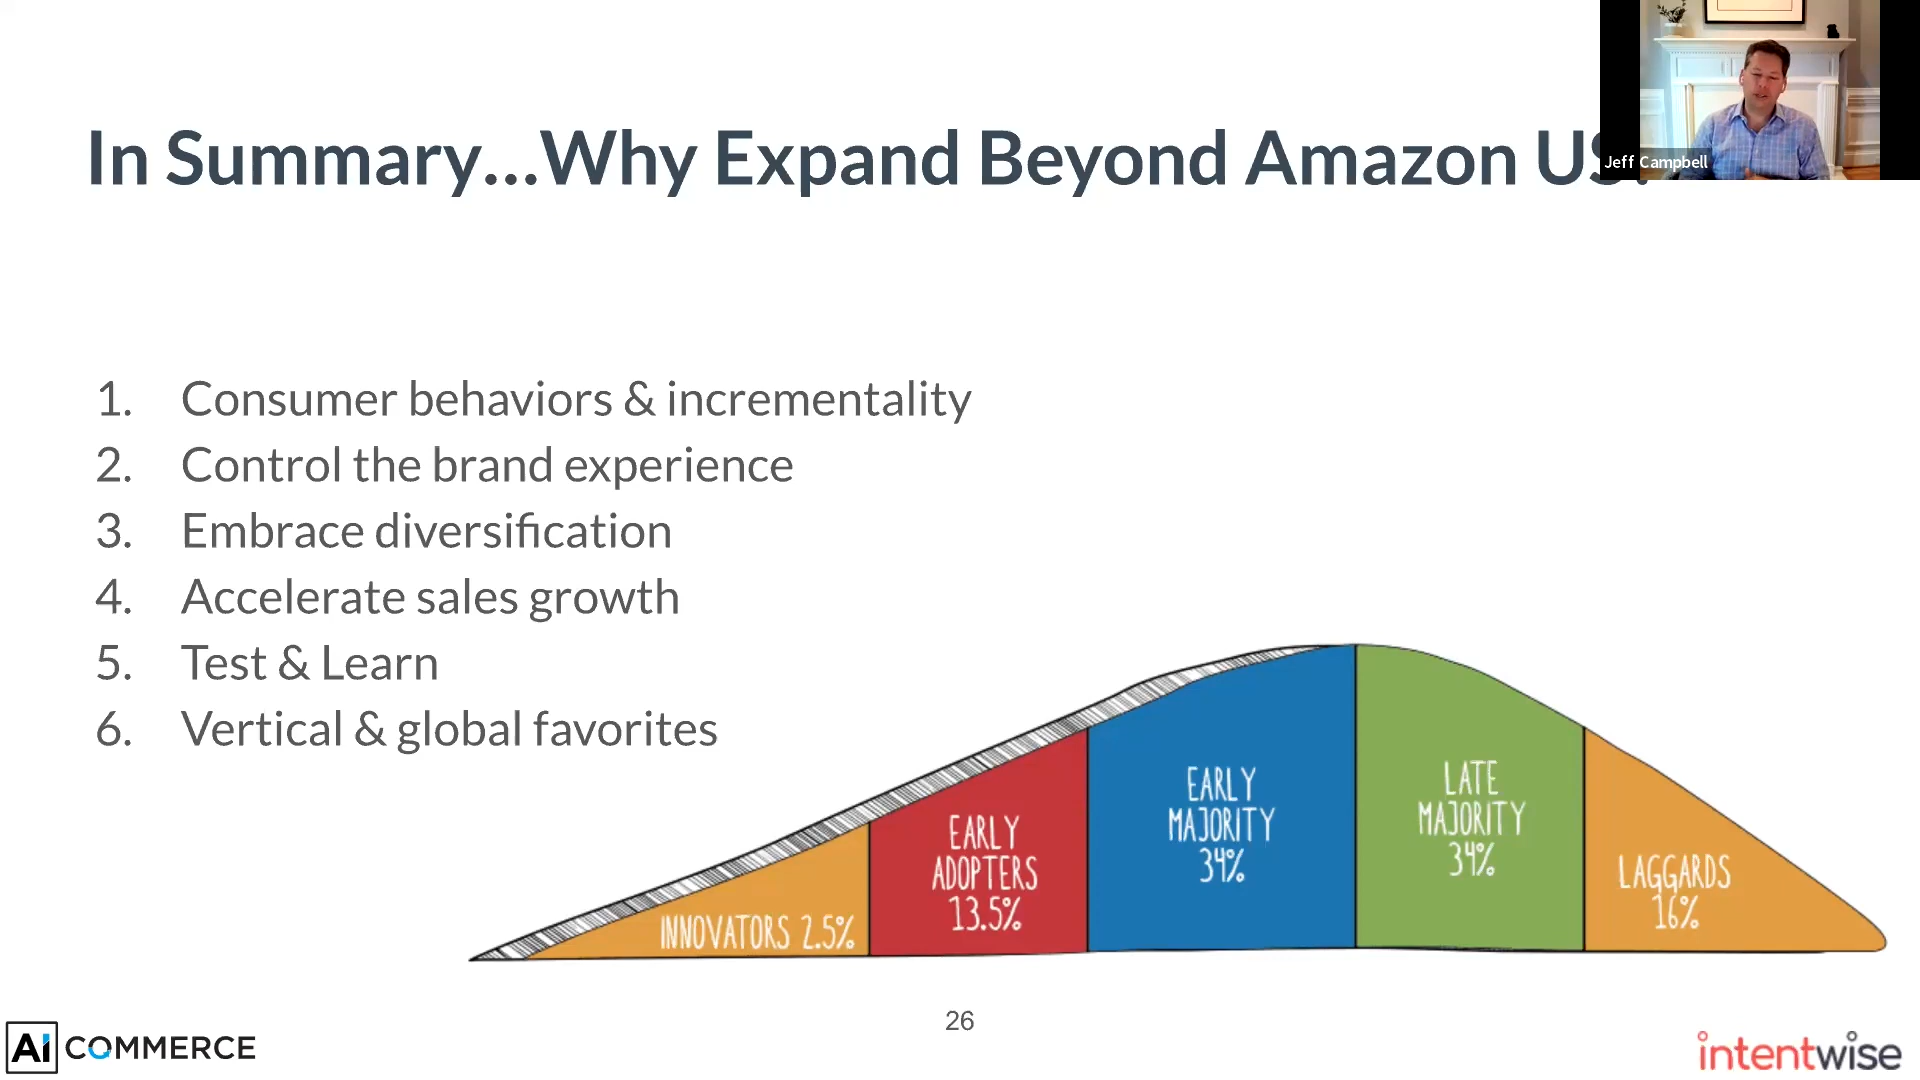 In Summary...Why Expand Beyond Amazon US?
Jeff Campbell
1. Consumer behaviors & incrementality
2. Control the brand experience
3. Embrace diversification
4. Accelerate sales growth
5. Test & Learn
6. Vertical & global favorites
INNOVATORS 2.5%
EARLY
ADOPTERS
13.5%
EARLY
MAJORITY
34%
LATE
MAJORITY
34%
LAGGARDS
16%
26
Ai COMMERCE
intentwise